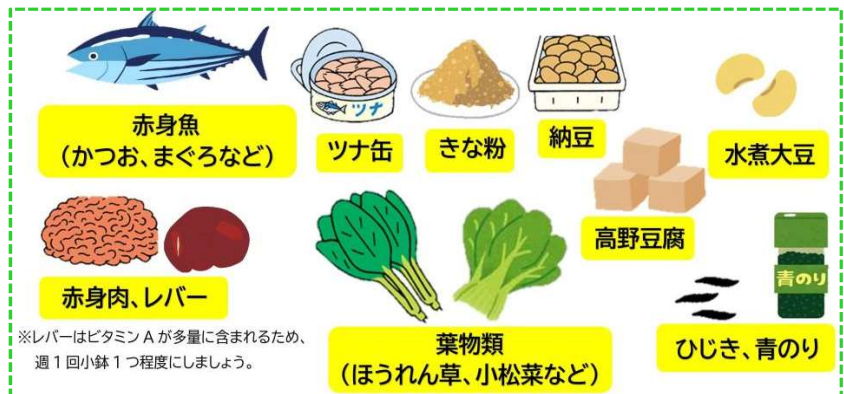 ツナ
赤身魚
（かつお、まぐろなど）
ツナ缶
きな粉
納豆
水煮大豆
高野豆腐
赤身肉、レバー
※レバーはビタミンAが多量に含まれるため、
週1回小鉢1つ程度にしましょう。
葉物類
（ほうれん草、小松菜など）
青のり
ひじき、青のり